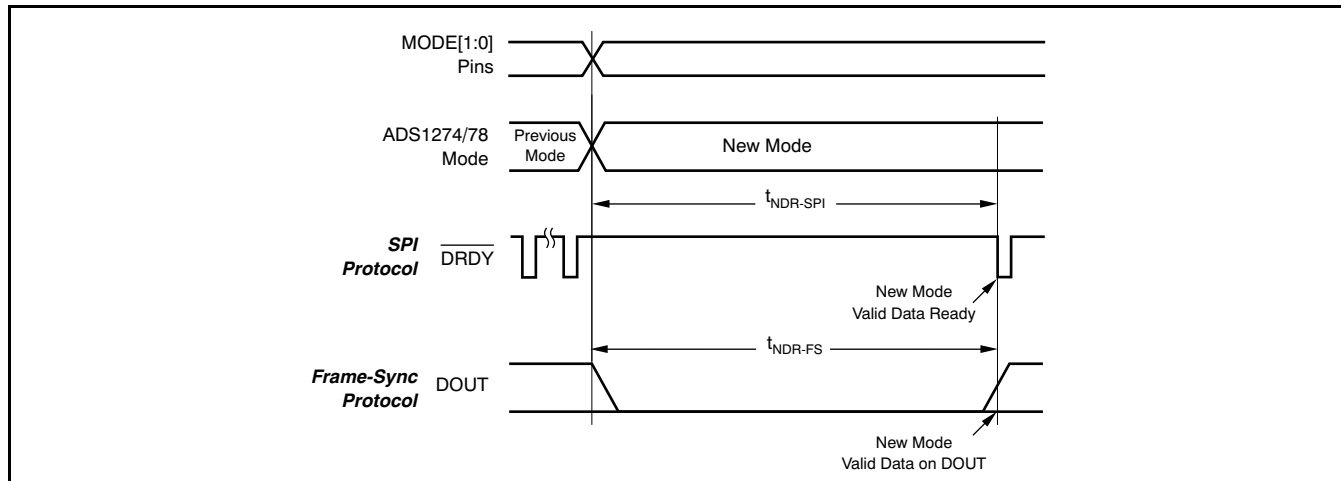 MODE[1:0]
Pins
ADS1274/78
Mode
Previous
Mode
New Mode
tNDR-SPI
SPI
Protocol
DRDY
New Mode
Valid Data Ready
tNDR-FS
Frame-Sync
Protocol
DOUT
New Mode
Valid Data on DOUT